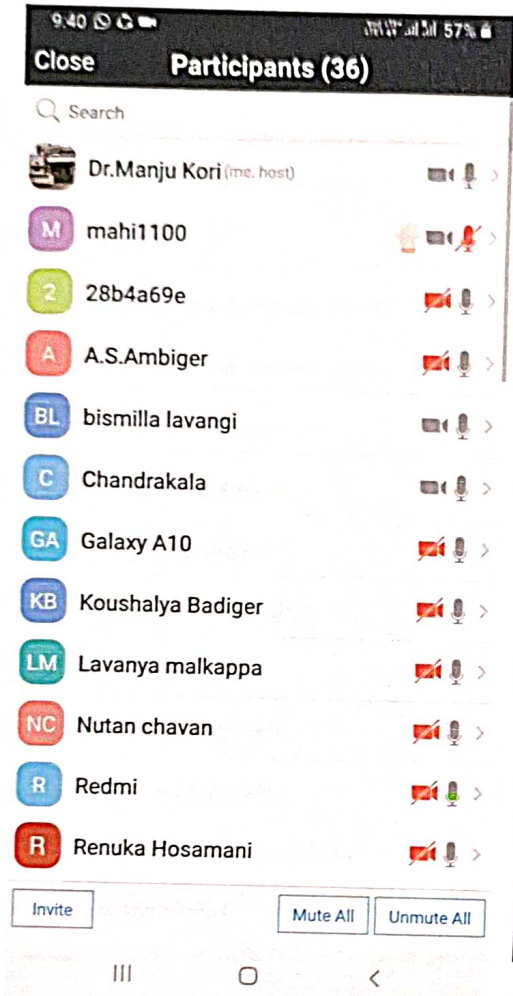 9:40 57%
Close Participants (36)
Search
Dr.Manju Kori (me, host)
M mahi1100
2 28b4a69e
A A.S.Ambiger
BL bismilla lavangi
C Chandrakala
GA Galaxy A10
KB Koushalya Badiger
LM Lavanya malkappa
NC Nutan chavan
R Redmi
R Renuka Hosamani
Invite Mute All Unmute All